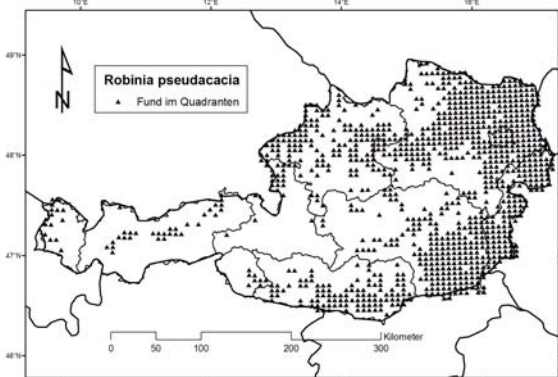 10°E 12°E 14°E 16°E
49°N
Robinia pseudacacia
Fund im Quadranten
N
48°N
47°N
Kilometer
0 50 100 200 300
46°N